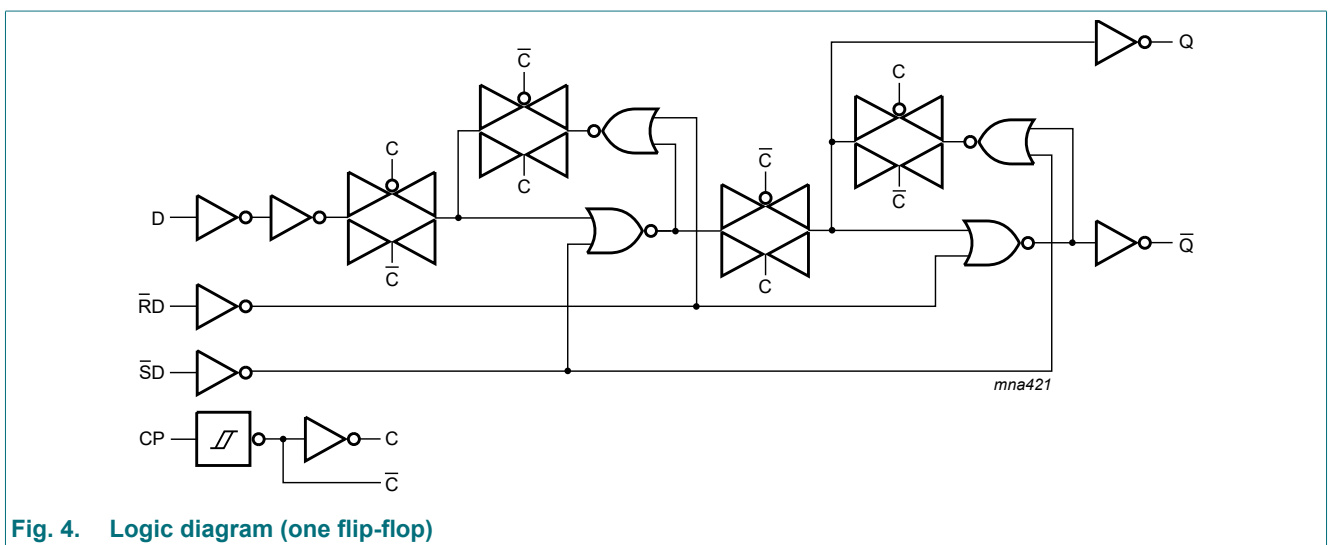 Q
C̅
C
C
C̅
C
D
C
C̅
C̅
C
Q̅
R̅D
S̅D
mna421
CP
C
C̅
Fig. 4. Logic diagram (one flip-flop)